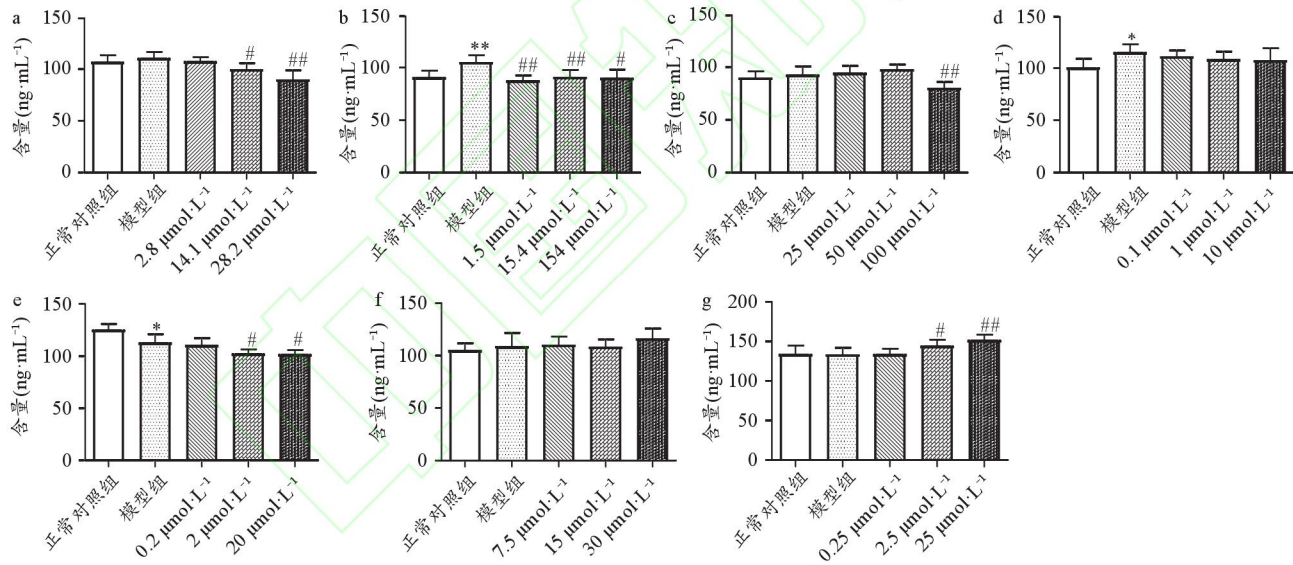 a
150
100
50
0
含量(ng·mL⁻¹)
#
##
正常对照组
模型组
2.8 μmol·L⁻¹
14.1 μmol·L⁻¹
28.2 μmol·L⁻¹
b
150
100
50
0
含量(ng·mL⁻¹)
**
##
##
#
正常对照组
模型组
1.5 μmol·L⁻¹
15.4 μmol·L⁻¹
154 μmol·L⁻¹
c
150
100
50
0
含量(ng·mL⁻¹)
##
正常对照组
模型组
25 μmol·L⁻¹
50 μmol·L⁻¹
100 μmol·L⁻¹
d
150
100
50
0
含量(ng·mL⁻¹)
*
正常对照组
模型组
0.1 μmol·L⁻¹
1 μmol·L⁻¹
10 μmol·L⁻¹
e
150
100
50
0
含量(ng·mL⁻¹)
*
#
#
正常对照组
模型组
0.2 μmol·L⁻¹
2 μmol·L⁻¹
20 μmol·L⁻¹
f
150
100
50
0
含量(ng·mL⁻¹)
正常对照组
模型组
7.5 μmol·L⁻¹
15 μmol·L⁻¹
30 μmol·L⁻¹
g
200
150
100
50
0
含量(ng·mL⁻¹)
#
##
正常对照组
模型组
0.25 μmol·L⁻¹
2.5 μmol·L⁻¹
25 μmol·L⁻¹